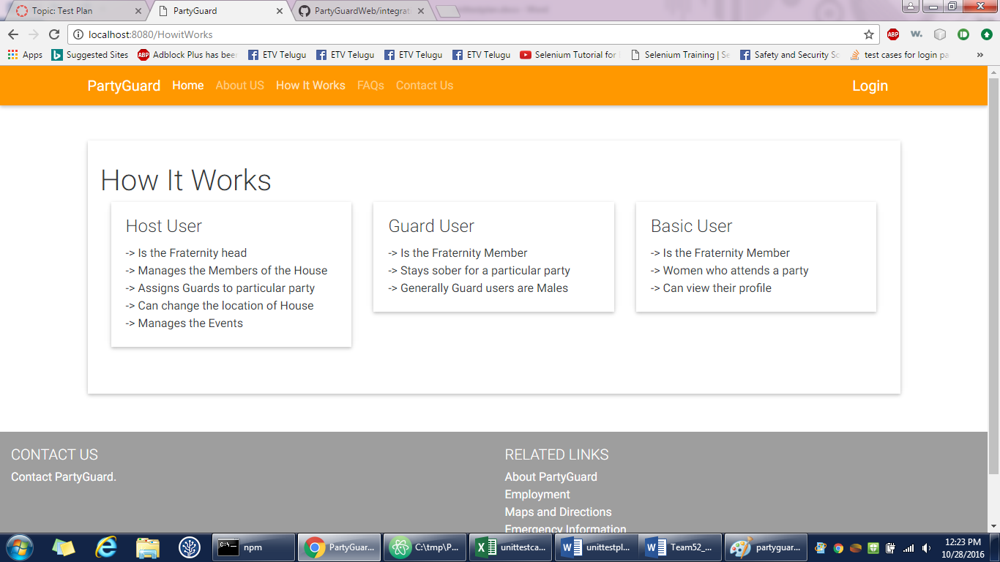 Topic: Test Plan
PartyGuard
PartyGuardWeb/integrat
localhost:8080/HowitWorks
ABP
w.
Apps
Suggested Sites
ABP
Adblock Plus has been
ETV Telugu
ETV Telugu
ETV Telugu
ETV Telugu
Selenium Tutorial for
Selenium Training | Se
Safety and Security Sc
test cases for login pa
»
PartyGuard Home About US How It Works FAQs Contact Us Login
How It Works
Host User
-> Is the Fraternity head
-> Manages the Members of the House
-> Assigns Guards to particular party
-> Can change the location of House
-> Manages the Events
Guard User
-> Is the Fraternity Member
-> Stays sober for a particular party
-> Generally Guard users are Males
Basic User
-> Is the Fraternity Member
-> Women who attends a party
-> Can view their profile
CONTACT US
Contact PartyGuard.
RELATED LINKS
About PartyGuard
Employment
Maps and Directions
Emergency Information
npm
PartyGuar...
C:\tmp\P...
unittestca...
unittestpl...
Team52_...
partyguar...
12:23 PM
10/28/2016